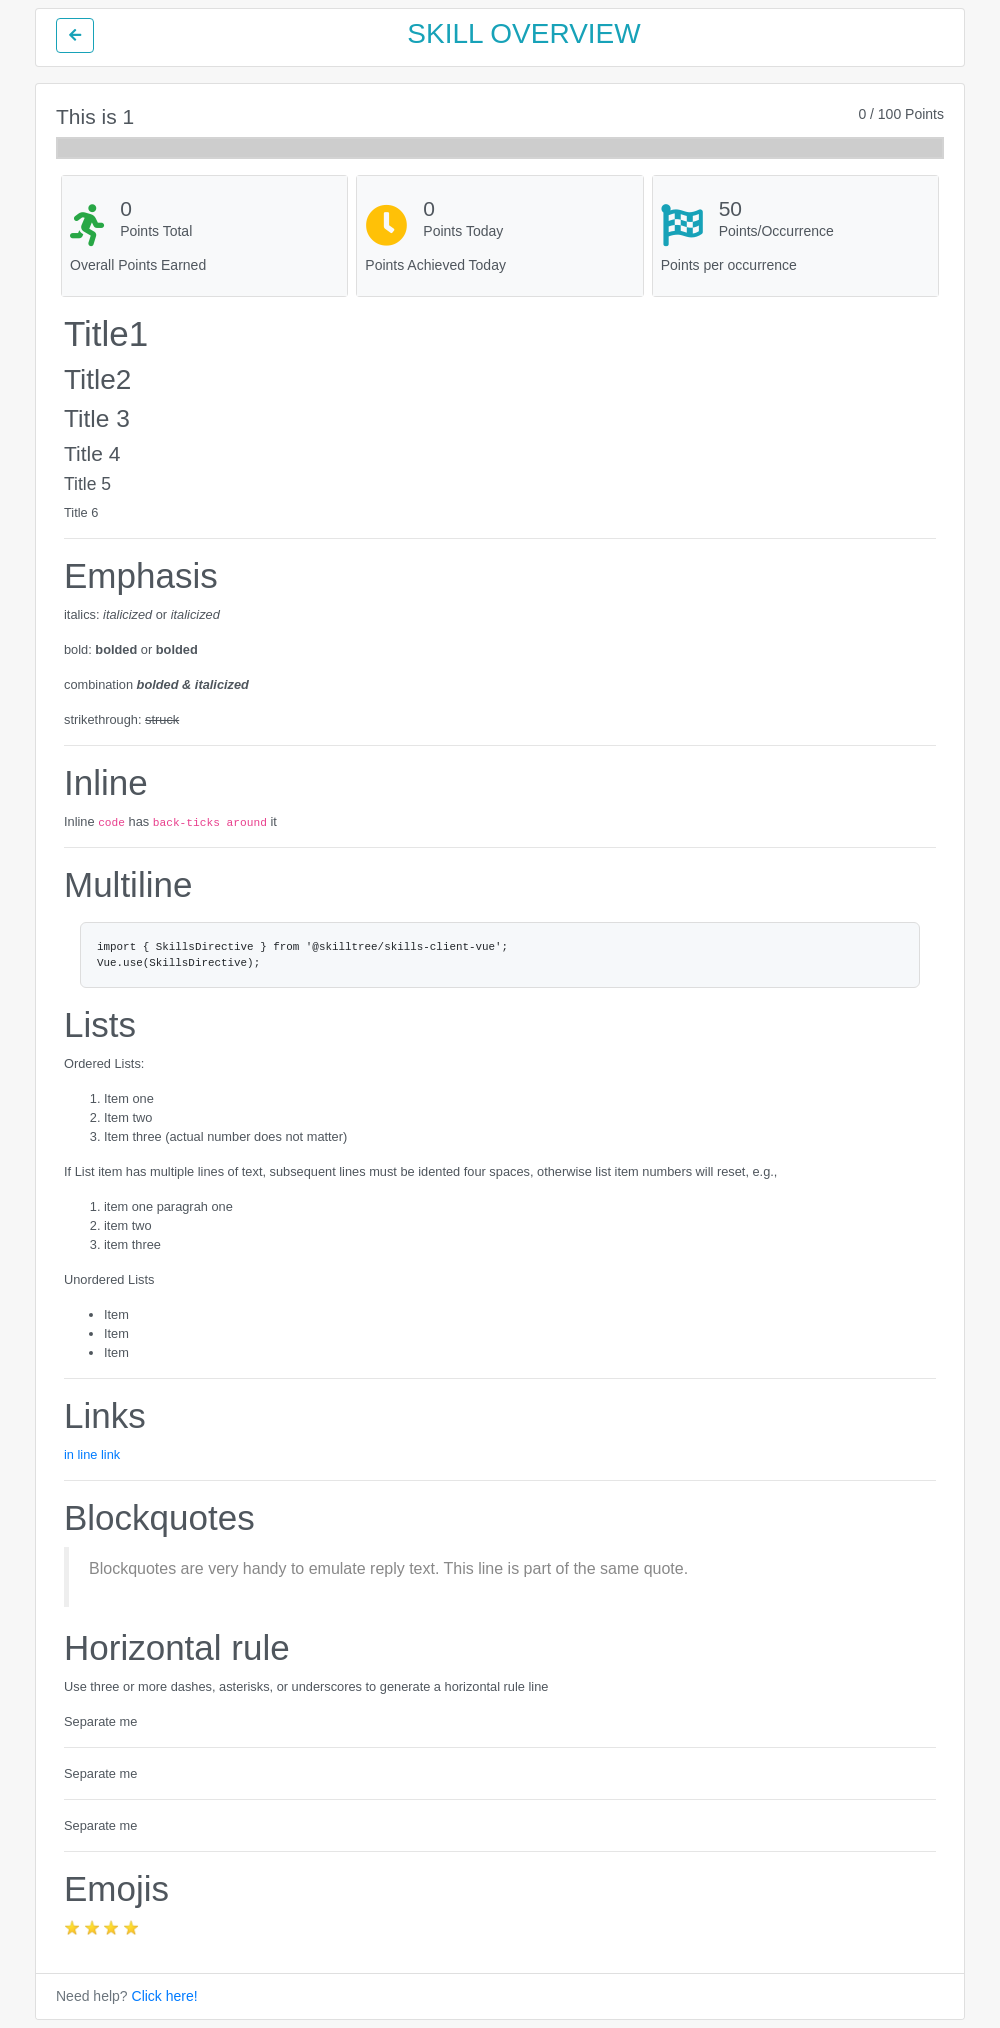 SKILL OVERVIEW
This is 1
0 / 100 Points
0
Points Total
Overall Points Earned
0
Points Today
Points Achieved Today
50
Points/Occurrence
Points per occurrence
Title1
Title2
Title 3
Title 4
Title 5
Title 6
Emphasis
italics: italicized or italicized
bold: bolded or bolded
combination bolded & italicized
strikethrough: struck
Inline
Inline code has back-ticks around it
Multiline
import { SkillsDirective } from '@skilltree/skills-client-vue';
Vue.use(SkillsDirective);
Lists
Ordered Lists:
1. Item one
2. Item two
3. Item three (actual number does not matter)
If List item has multiple lines of text, subsequent lines must be idented four spaces, otherwise list item numbers will reset, e.g.,
1. item one paragrah one
2. item two
3. item three
Unordered Lists
• Item
• Item
• Item
Links
in line link
Blockquotes
Blockquotes are very handy to emulate reply text. This line is part of the same quote.
Horizontal rule
Use three or more dashes, asterisks, or underscores to generate a horizontal rule line
Separate me
Separate me
Separate me
Emojis
⭐ ⭐ ⭐ ⭐
Need help? Click here!